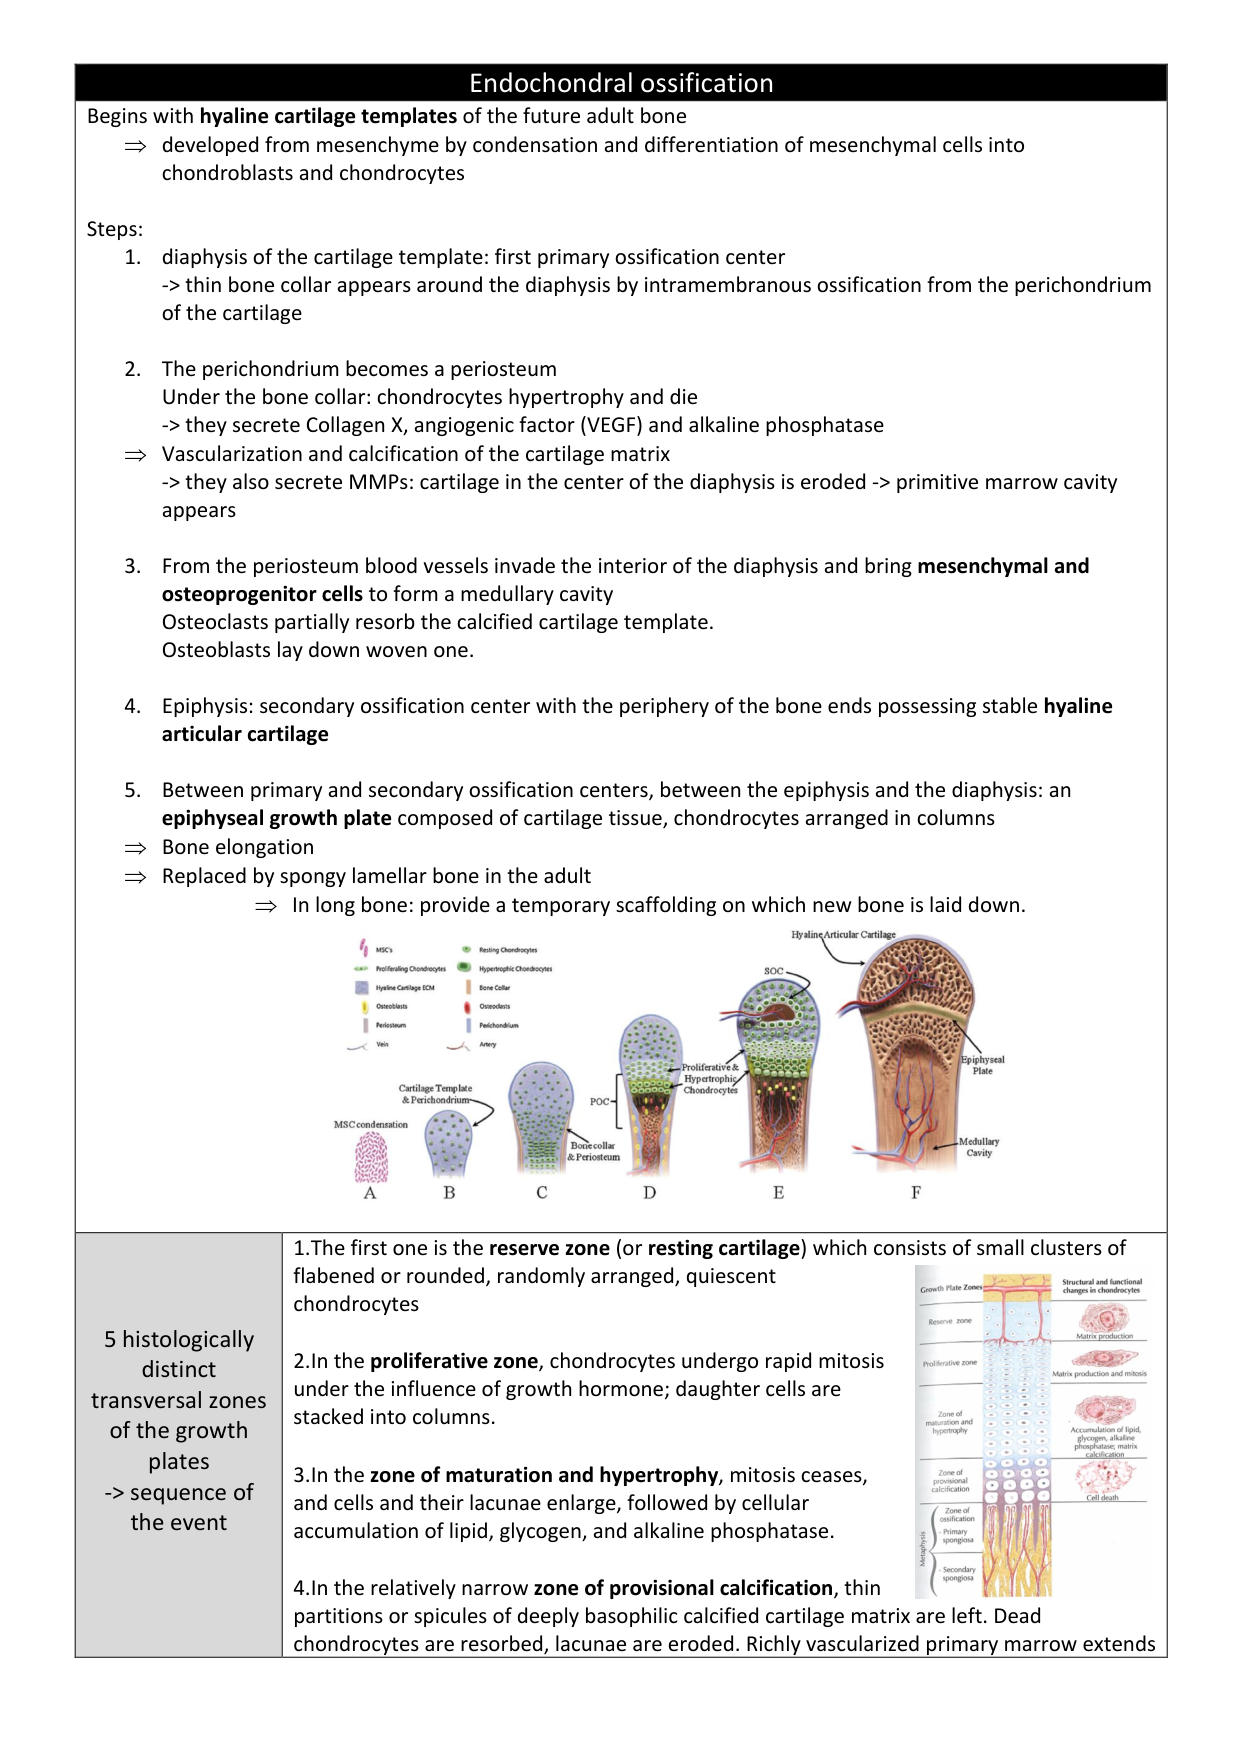 Endochondral ossification
Begins with hyaline cartilage templates of the future adult bone
⇒ developed from mesenchyme by condensation and differentiation of mesenchymal cells into
chondroblasts and chondrocytes
Steps:
1. diaphysis of the cartilage template: first primary ossification center
-> thin bone collar appears around the diaphysis by intramembranous ossification from the perichondrium
of the cartilage
2. The perichondrium becomes a periosteum
Under the bone collar: chondrocytes hypertrophy and die
-> they secrete Collagen X, angiogenic factor (VEGF) and alkaline phosphatase
⇒ Vascularization and calcification of the cartilage matrix
-> they also secrete MMPs: cartilage in the center of the diaphysis is eroded -> primitive marrow cavity
appears
3. From the periosteum blood vessels invade the interior of the diaphysis and bring mesenchymal and
osteoprogenitor cells to form a medullary cavity
Osteoclasts partially resorb the calcified cartilage template.
Osteoblasts lay down woven one.
4. Epiphysis: secondary ossification center with the periphery of the bone ends possessing stable hyaline
articular cartilage
5. Between primary and secondary ossification centers, between the epiphysis and the diaphysis: an
epiphyseal growth plate composed of cartilage tissue, chondrocytes arranged in columns
⇒ Bone elongation
⇒ Replaced by spongy lamellar bone in the adult
⇒ In long bone: provide a temporary scaffolding on which new bone is laid down.
MSC's
Resting Chondrocytes
Proliferating Chondrocytes
Hypertrophic Chondrocytes
Hyaline Cartilage ECM
Bone Collar
Osteoblasts
Osteoclasts
Periosteum
Perichondrium
Vein
Artery
Hyaline Articular Cartilage
SOC
Proliferative &
Hypertrophic
Chondrocytes
Epiphyseal
Plate
Cartilage Template
& Perichondrium
POC
MSC condensation
Bone collar
& Periosteum
Medullary
Cavity
A B C D E F
5 histologically
distinct
transversal zones
of the growth
plates
-> sequence of
the event
1.The first one is the reserve zone (or resting cartilage) which consists of small clusters of
flabened or rounded, randomly arranged, quiescent
chondrocytes
2.In the proliferative zone, chondrocytes undergo rapid mitosis
under the influence of growth hormone; daughter cells are
stacked into columns.
3.In the zone of maturation and hypertrophy, mitosis ceases,
and cells and their lacunae enlarge, followed by cellular
accumulation of lipid, glycogen, and alkaline phosphatase.
4.In the relatively narrow zone of provisional calcification, thin
partitions or spicules of deeply basophilic calcified cartilage matrix are left. Dead
chondrocytes are resorbed, lacunae are eroded. Richly vascularized primary marrow extends
Growth Plate Zones
Structural and functional
changes in chondrocytes
Reserve zone
Matrix production
Proliferative zone
Matrix production and mitosis
Zone of
maturation and
hypertrophy
Accumulation of lipid,
glycogen, alkaline
phosphatase; matrix
calcification
Zone of
provisional
calcification
Cell death
Zone of
ossification
- Primary
spongiosa
- Secondary
spongiosa
Metaphysis